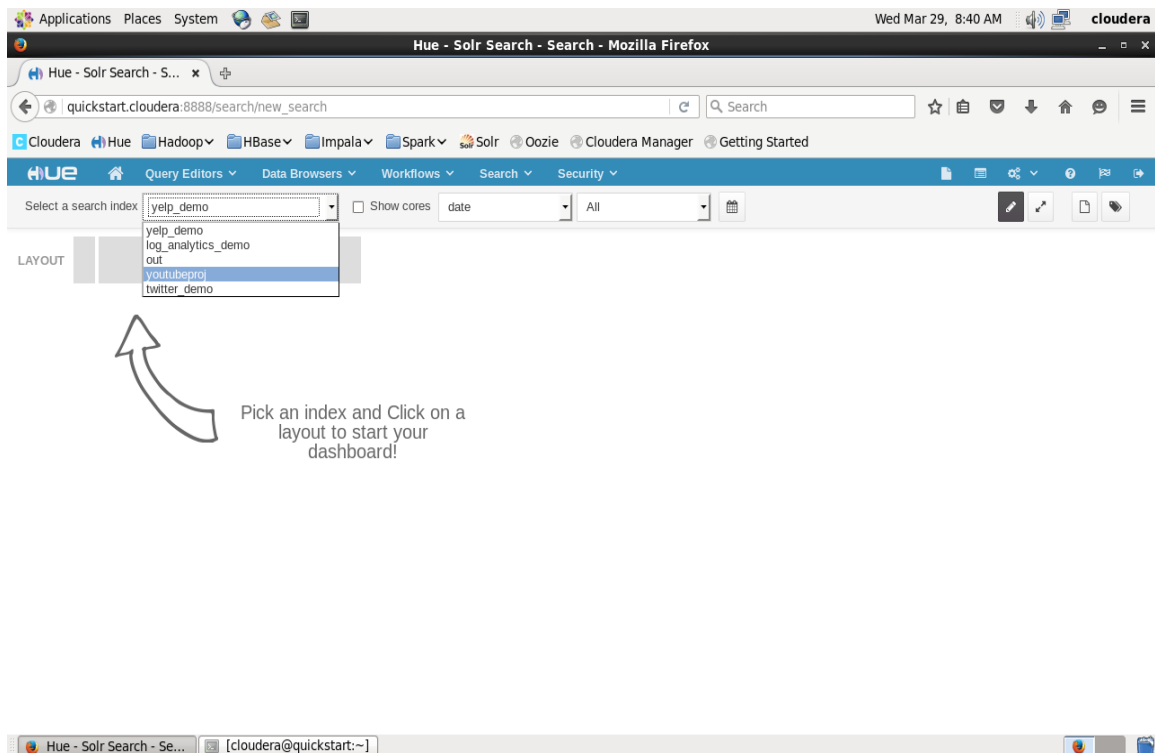 Applications Places System Wed Mar 29, 8:40 AM cloudera
Hue - Solr Search - Search - Mozilla Firefox
Hue - Solr Search - S...
quickstart.cloudera:8888/search/new_search Search
Cloudera Hue Hadoop HBase Impala Spark Solr Oozie Cloudera Manager Getting Started
HUE Query Editors Data Browsers Workflows Search Security
Select a search index yelp_demo Show cores date All
yelp_demo
log_analytics_demo
LAYOUT out
youtubeproj
twitter_demo
Pick an index and Click on a
layout to start your
dashboard!
Hue - Solr Search - Se... [cloudera@quickstart:~]